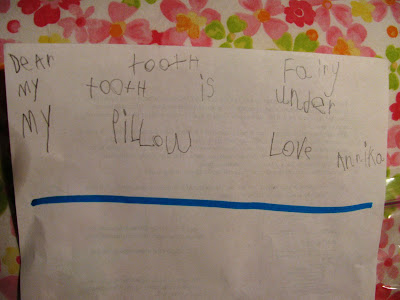 DeAr tootH FAiry
MY tootH iS under
MY PiLLOW LOVe AnniKA